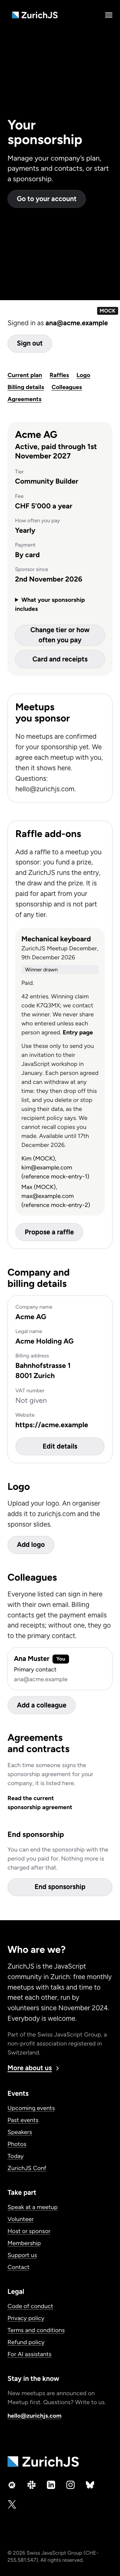 ZurichJS
Your
sponsorship
Manage your company's plan,
payments and contacts, or start
a sponsorship.
Go to your account
MOCK
Signed in as ana@acme.example
Sign out
Current plan Raffles Logo
Billing details Colleagues
Agreements
Acme AG
Active, paid through 1st
November 2027
Tier
Community Builder
Fee
CHF 5'000 a year
How often you pay
Yearly
Payment
By card
Sponsor since
2nd November 2026
What your sponsorship
includes
Change tier or how
often you pay
Card and receipts
Meetups
you sponsor
No meetups are confirmed
for your sponsorship yet. We
agree each meetup with you,
then it shows here.
Questions:
hello@zurichjs.com.
Raffle add-ons
Add a raffle to a meetup you
sponsor: you fund a prize,
and ZurichJS runs the entry,
the draw and the prize. It is
paid for apart from your
sponsorship and is not part
of any tier.
Mechanical keyboard
ZurichJS Meetup December,
9th December 2026
Winner drawn
Paid.
42 entries. Winning claim
code K7Q3MX; we contact
the winner. We never share
who entered unless each
person agreed. Entry page
Use these only to send you
an invitation to their
JavaScript workshop in
January. Each person agreed
and can withdraw at any
time: they then drop off this
list, and you delete or stop
using their data, as the
recipient policy says. We
cannot recall copies you
made. Available until 17th
December 2026.
Kim (MOCK),
kim@example.com
(reference mock-entry-1)
Max (MOCK),
max@example.com
(reference mock-entry-2)
Propose a raffle
Company and
billing details
Company name
Acme AG
Legal name
Acme Holding AG
Billing address
Bahnhofstrasse 1
8001 Zurich
VAT number
Not given
Website
https://acme.example
Edit details
Logo
Upload your logo. An organiser
adds it to zurichjs.com and the
sponsor slides.
Add logo
Colleagues
Everyone listed can sign in here
with their own email. Billing
contacts get the payment emails
and receipts; without one, they go
to the primary contact.
Ana Muster You
Primary contact
ana@acme.example
Add a colleague
Agreements
and contracts
Each time someone signs the
sponsorship agreement for your
company, it is listed here.
Read the current
sponsorship agreement
End sponsorship
You can end the sponsorship with the
period you paid for. Nothing more is
charged after that.
End sponsorship
Who are we?
ZurichJS is the JavaScript
community in Zurich: free monthly
meetups with talks and time to
meet each other, run by
volunteers since November 2024.
Everybody is welcome.
Part of the Swiss JavaScript Group, a
non-profit association registered in
Switzerland.
More about us
Events
Upcoming events
Past events
Speakers
Photos
Today
ZurichJS Conf
Take part
Speak at a meetup
Volunteer
Host or sponsor
Membership
Support us
Contact
Legal
Code of conduct
Privacy policy
Terms and conditions
Refund policy
For AI assistants
Stay in the know
New meetups are announced on
Meetup first. Questions? Write to us.
hello@zurichjs.com
ZurichJS
© 2026 Swiss JavaScript Group (CHE-
255.581.547). All rights reserved.